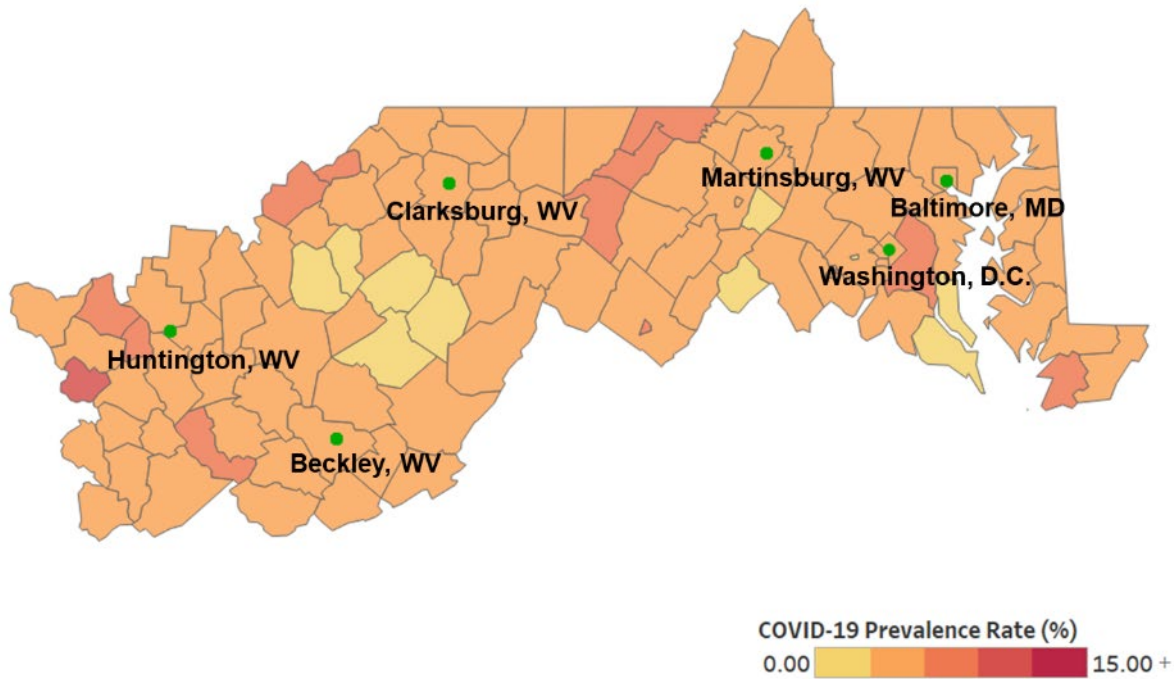 Martinsburg, WV
Clarksburg, WV
Baltimore, MD
Washington, D.C.
Huntington, WV
Beckley, WV
COVID-19 Prevalence Rate (%)
0.00 15.00 +